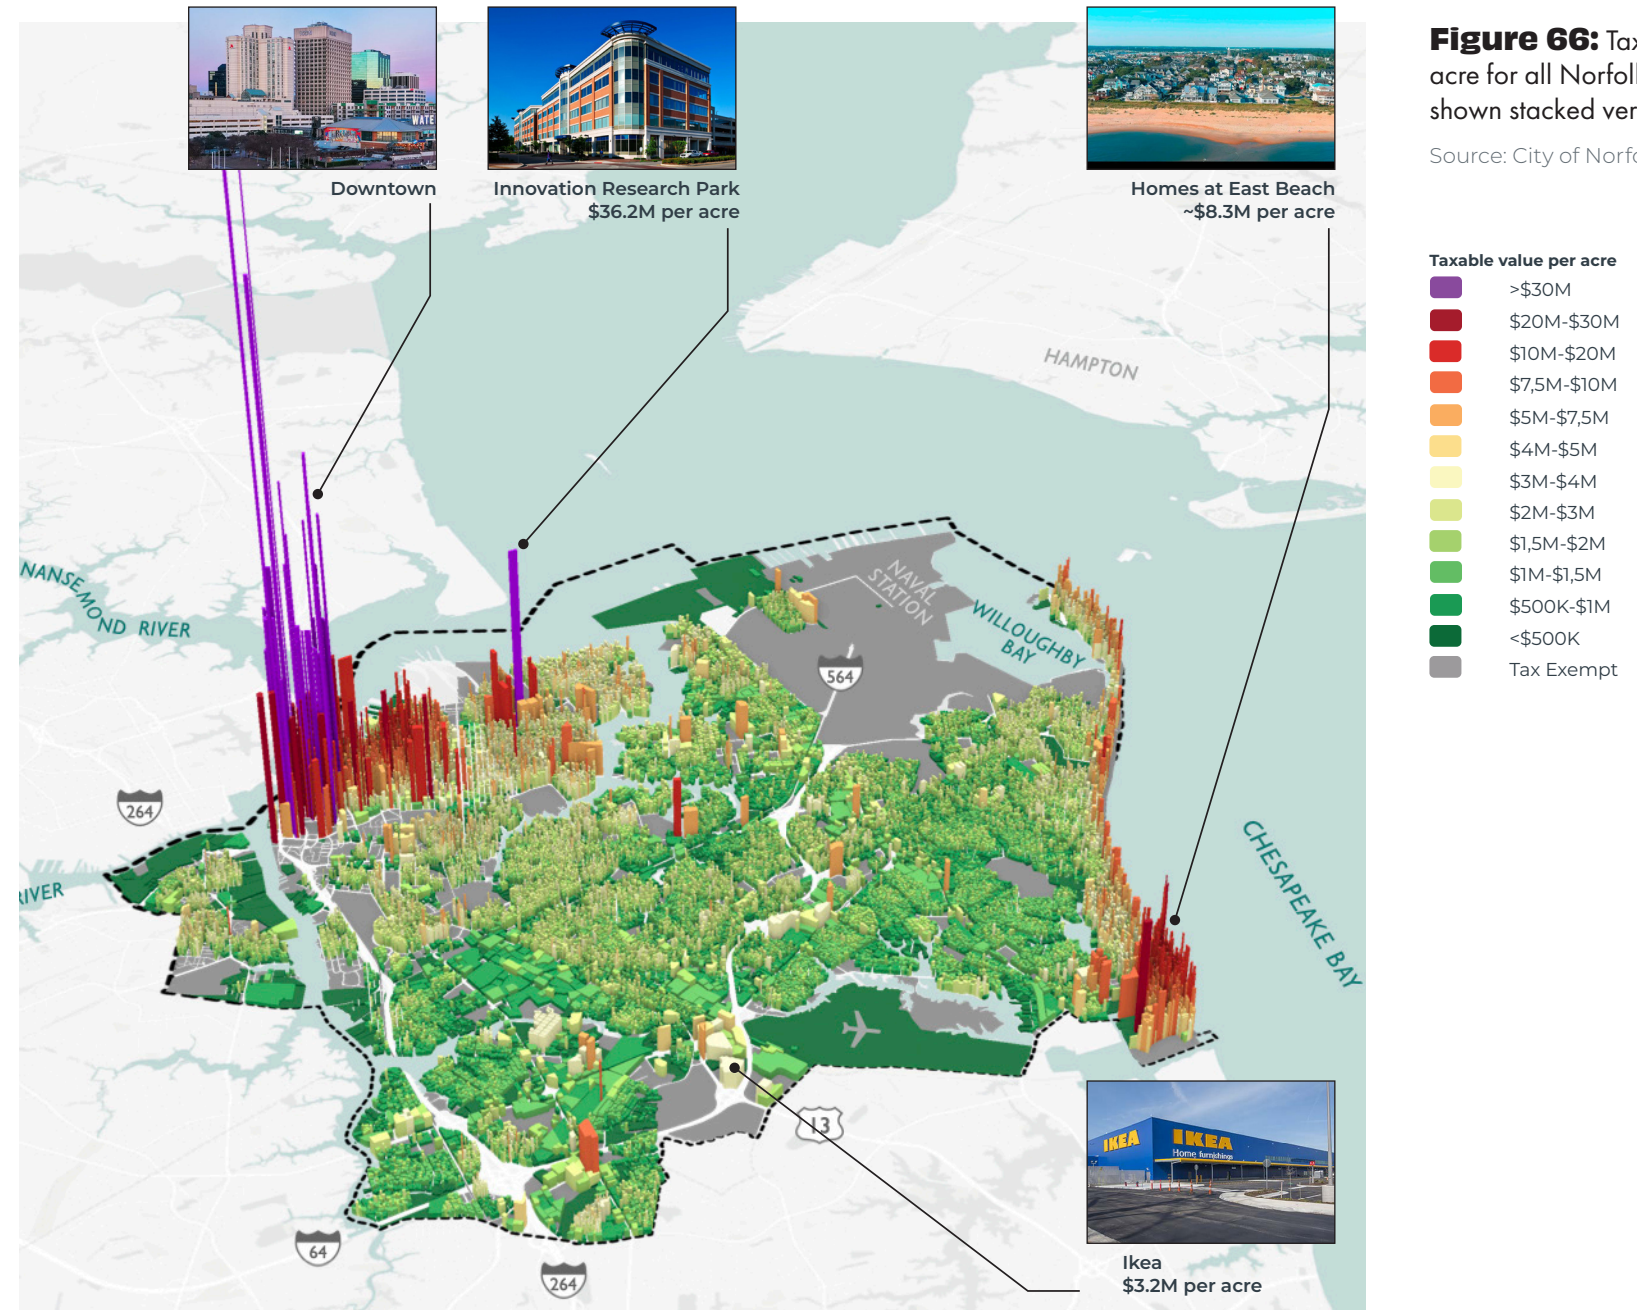 WATE
Downtown
Innovation Research Park
$36.2M per acre
Homes at East Beach
~$8.3M per acre
Figure 66:
acre for all
shown stacked
Source: City of
Taxable value per acre
>$30M
$20M-$30M
$10M-$20M
$7,5M-$10M
$5M-$7,5M
$4M-$5M
$3M-$4M
$2M-$3M
$1,5M-$2M
$1M-$1,5M
$500K-$1M
<$500K
Tax Exempt
HAMPTON
NANSEMOND RIVER
NAVAL
STATION
WILLOUGHBY
BAY
564
264
RIVER
CHESAPEAKE BAY
13
IKEA
IKEA
Home furnishings
64
264
Ikea
$3.2M per acre